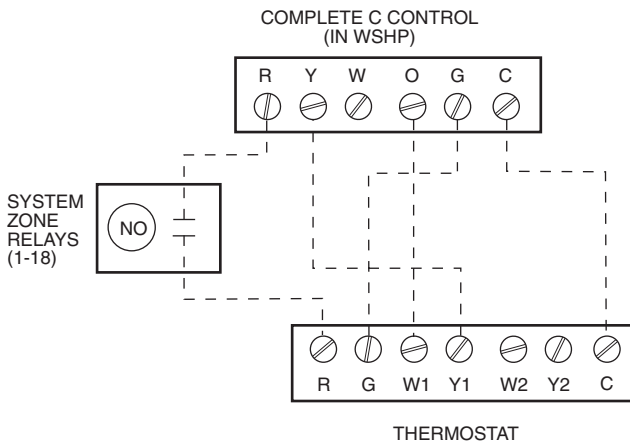 COMPLETE C CONTROL
(IN WSHP)
R Y W O G C
SYSTEM
ZONE
RELAYS
(1-18)
NO
R G W1 Y1 W2 Y2 C
THERMOSTAT